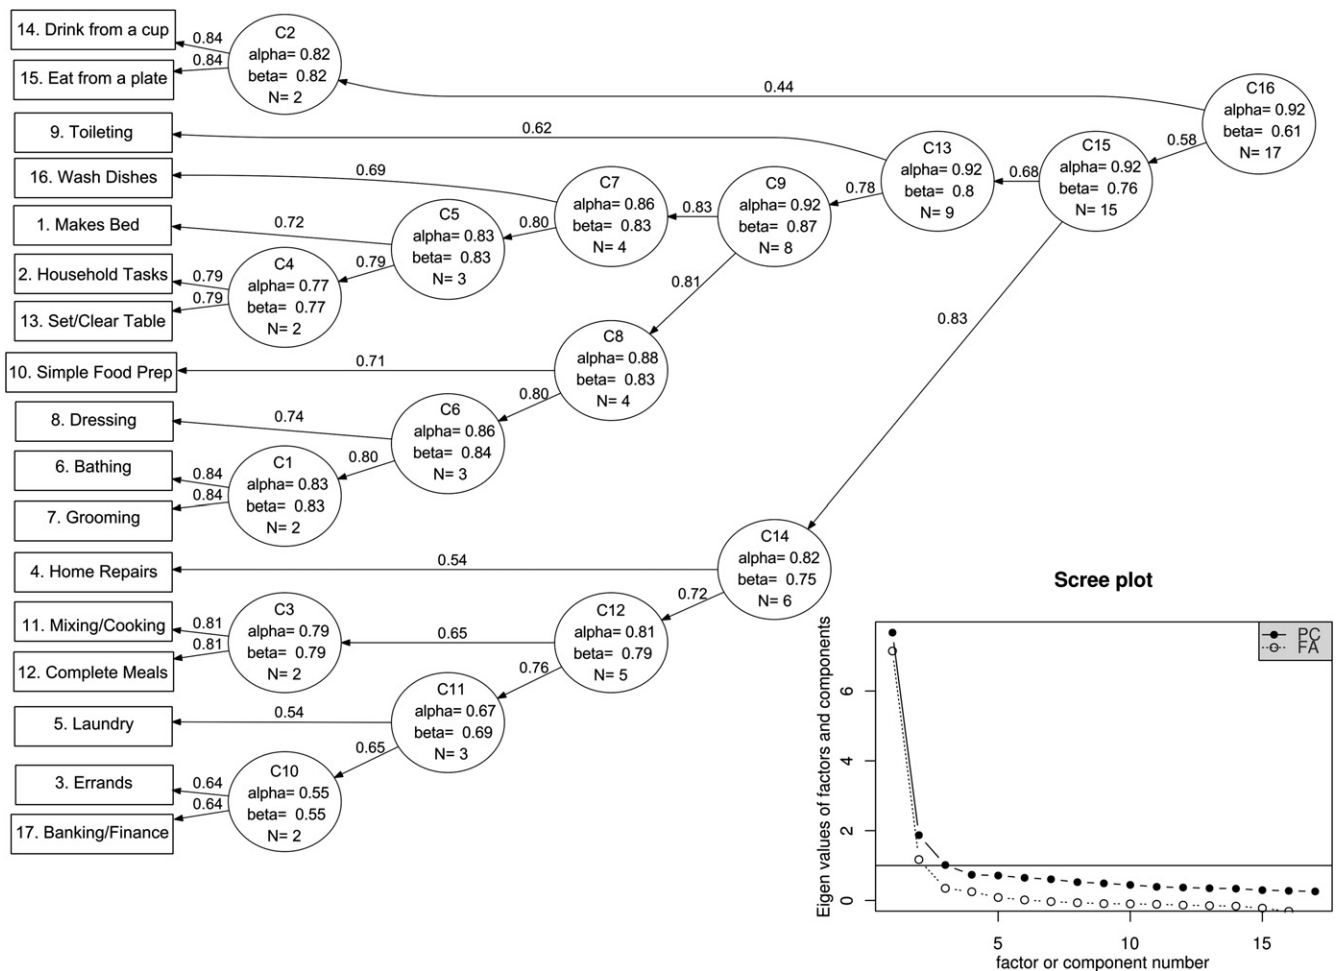 14. Drink from a cup
15. Eat from a plate
9. Toileting
16. Wash Dishes
1. Makes Bed
2. Household Tasks
13. Set/Clear Table
10. Simple Food Prep
8. Dressing
6. Bathing
7. Grooming
4. Home Repairs
11. Mixing/Cooking
12. Complete Meals
5. Laundry
3. Errands
17. Banking/Finance
0.84
0.84
C2
alpha= 0.82
beta= 0.82
N= 2
0.44
C16
alpha= 0.92
beta= 0.61
N= 17
0.58
0.62
C15
alpha= 0.92
beta= 0.76
N= 15
0.68
C13
alpha= 0.92
beta= 0.8
N= 9
0.78
C9
alpha= 0.92
beta= 0.87
N= 8
0.83
0.69
C7
alpha= 0.86
beta= 0.83
N= 4
0.80
0.72
C5
alpha= 0.83
beta= 0.83
N= 3
0.79
C4
alpha= 0.77
beta= 0.77
N= 2
0.79
0.79
0.81
0.83
C8
alpha= 0.88
beta= 0.83
N= 4
0.71
0.80
C6
alpha= 0.86
beta= 0.84
N= 3
0.74
0.80
C1
alpha= 0.83
beta= 0.83
N= 2
0.84
0.84
C14
alpha= 0.82
beta= 0.75
N= 6
0.54
0.72
C12
alpha= 0.81
beta= 0.79
N= 5
0.65
C3
alpha= 0.79
beta= 0.79
N= 2
0.81
0.81
0.76
C11
alpha= 0.67
beta= 0.69
N= 3
0.54
0.65
C10
alpha= 0.55
beta= 0.55
N= 2
0.64
0.64
Scree plot
PC
FA
Eigen values of factors and components
6
4
2
0
5
10
15
factor or component number